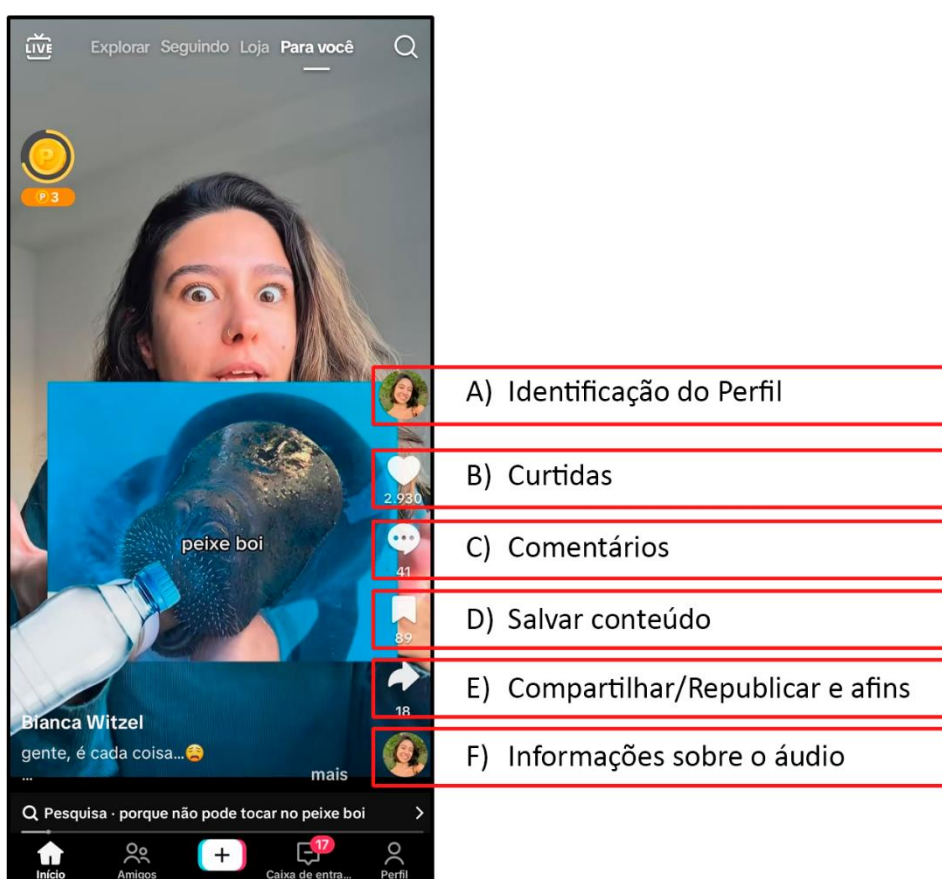 LIVE Explorar Seguindo Loja Para você
P
P 3
A) Identificação do Perfil
B) Curtidas
2.930
peixe boi
C) Comentários
41
D) Salvar conteúdo
89
E) Compartilhar/Republicar e afins
18
Bianca Witzel
gente, é cada coisa...😩
F) Informações sobre o áudio
...
mais
Pesquisa · porque não pode tocar no peixe boi
17
Início Amigos Caixa de entra... Perfil